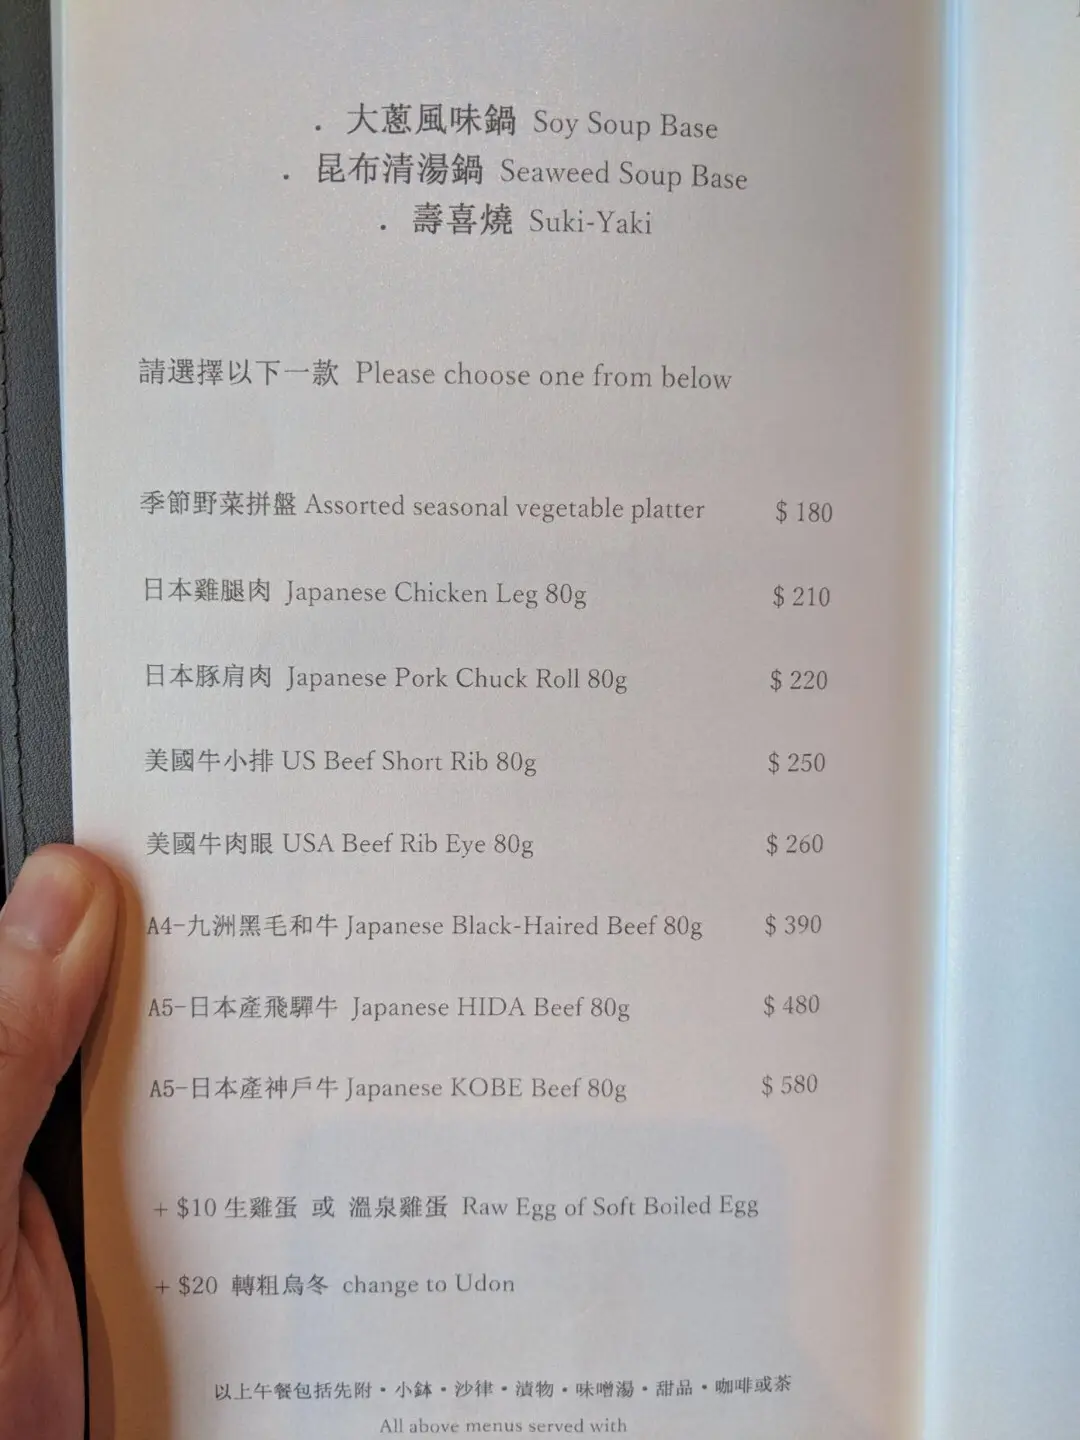 . 大蔥風味鍋 Soy Soup Base
. 昆布清湯鍋 Seaweed Soup Base
. 壽喜燒 Suki-Yaki
請選擇以下一款 Please choose one from below
季節野菜拼盤 Assorted seasonal vegetable platter $ 180
日本雞腿肉 Japanese Chicken Leg 80g $ 210
日本豚肩肉 Japanese Pork Chuck Roll 80g $ 220
美國牛小排 US Beef Short Rib 80g $ 250
美國牛肉眼 USA Beef Rib Eye 80g $ 260
A4-九洲黑毛和牛 Japanese Black-Haired Beef 80g $ 390
A5-日本產飛驒牛 Japanese HIDA Beef 80g $ 480
A5-日本產神戶牛 Japanese KOBE Beef 80g $ 580
+ $10 生雞蛋 或 溫泉雞蛋 Raw Egg of Soft Boiled Egg
+ $20 轉粗烏冬 change to Udon
以上午餐包括先附・小鉢・沙律・漬物・味噌湯・甜品・咖啡或茶
All above menus served with